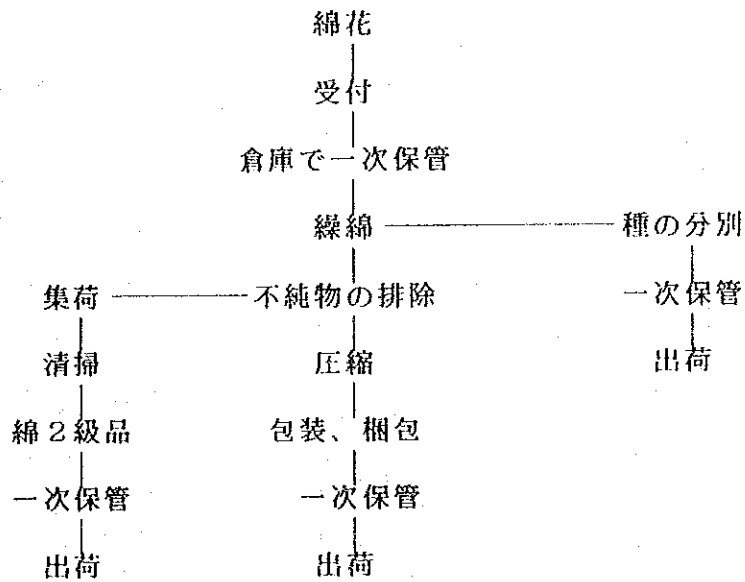 綿花
受付
倉庫で一次保管
繰綿 種の分別
集荷 不純物の排除 一次保管
清掃 圧縮 出荷
綿2級品 包装、梱包
一次保管 一次保管
出荷 出荷